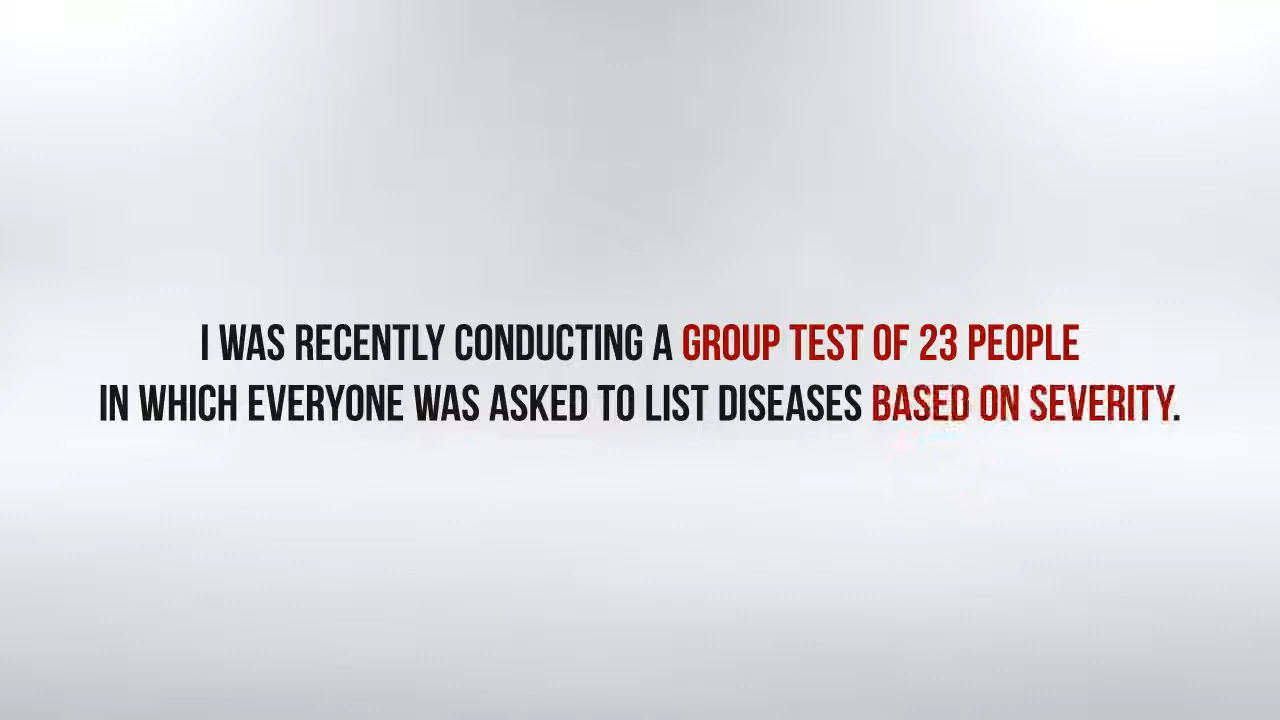 I WAS RECENTLY CONDUCTING A GROUP TEST OF 23 PEOPLE
IN WHICH EVERYONE WAS ASKED TO LIST DISEASES BASED ON SEVERITY.